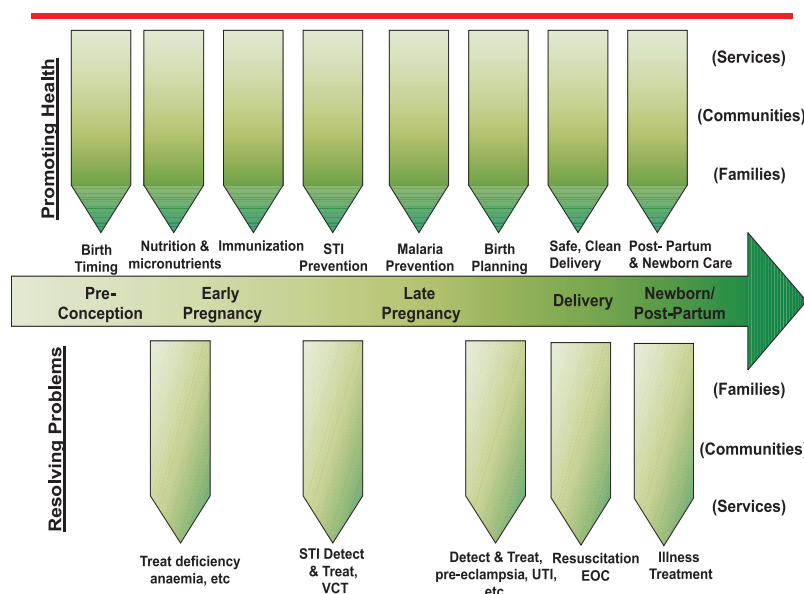 Promoting Health
(Services)
(Communities)
(Families)
Birth
Timing
Nutrition &
micronutrients
Immunization
STI
Prevention
Malaria
Prevention
Birth
Planning
Safe, Clean
Delivery
Post- Partum
& Newborn Care
Pre-
Conception
Early
Pregnancy
Late
Pregnancy
Delivery
Newborn/
Post-Partum
Resolving Problems
(Families)
(Communities)
(Services)
Treat deficiency
anaemia, etc
STI Detect
& Treat,
VCT
Detect & Treat,
pre-eclampsia, UTI,
etc
Resuscitation
EOC
Illness
Treatment